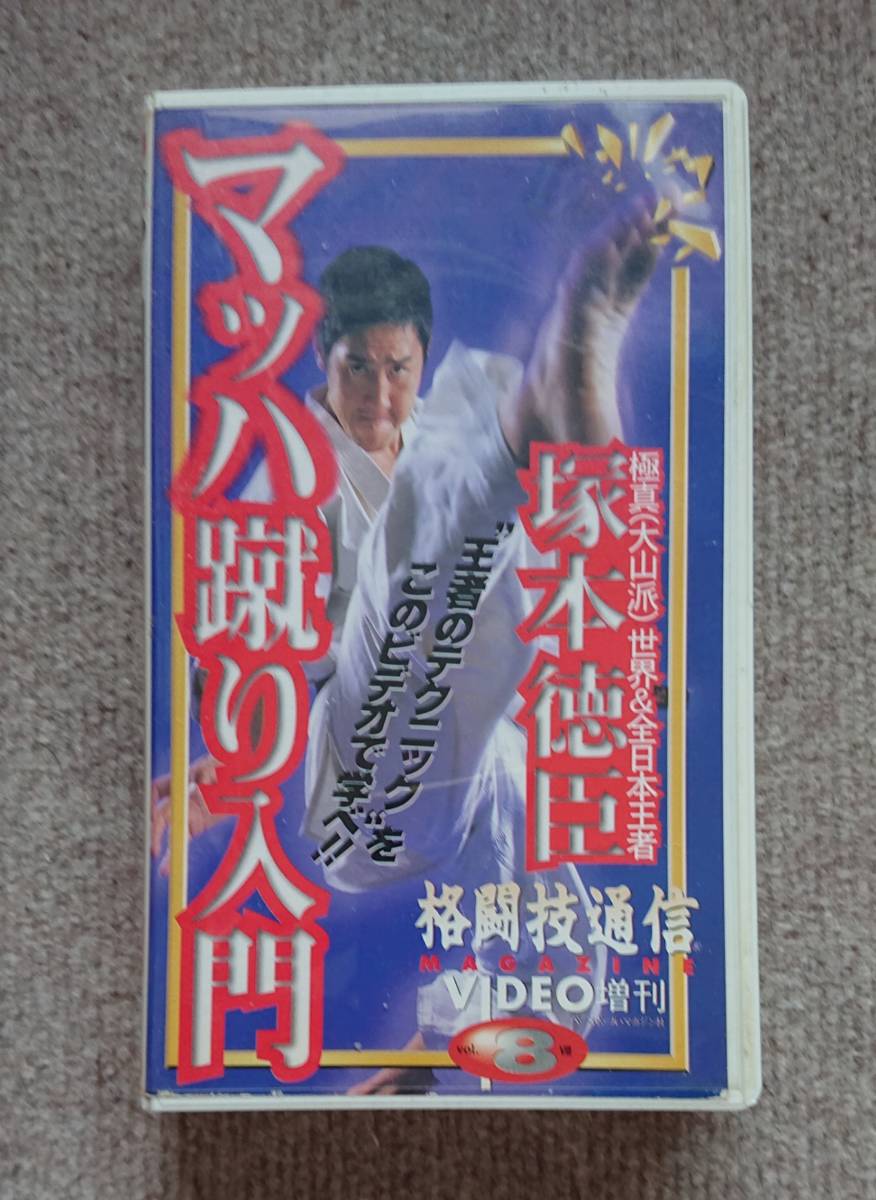 マッハ蹴り入門
極真(大山派)世界&全日本王者
塚本徳臣
"王者のテクニック"を
このビデオで学べ!!
格闘技通信
MAGAZINE
VIDEO増刊
vol. 8 VIII